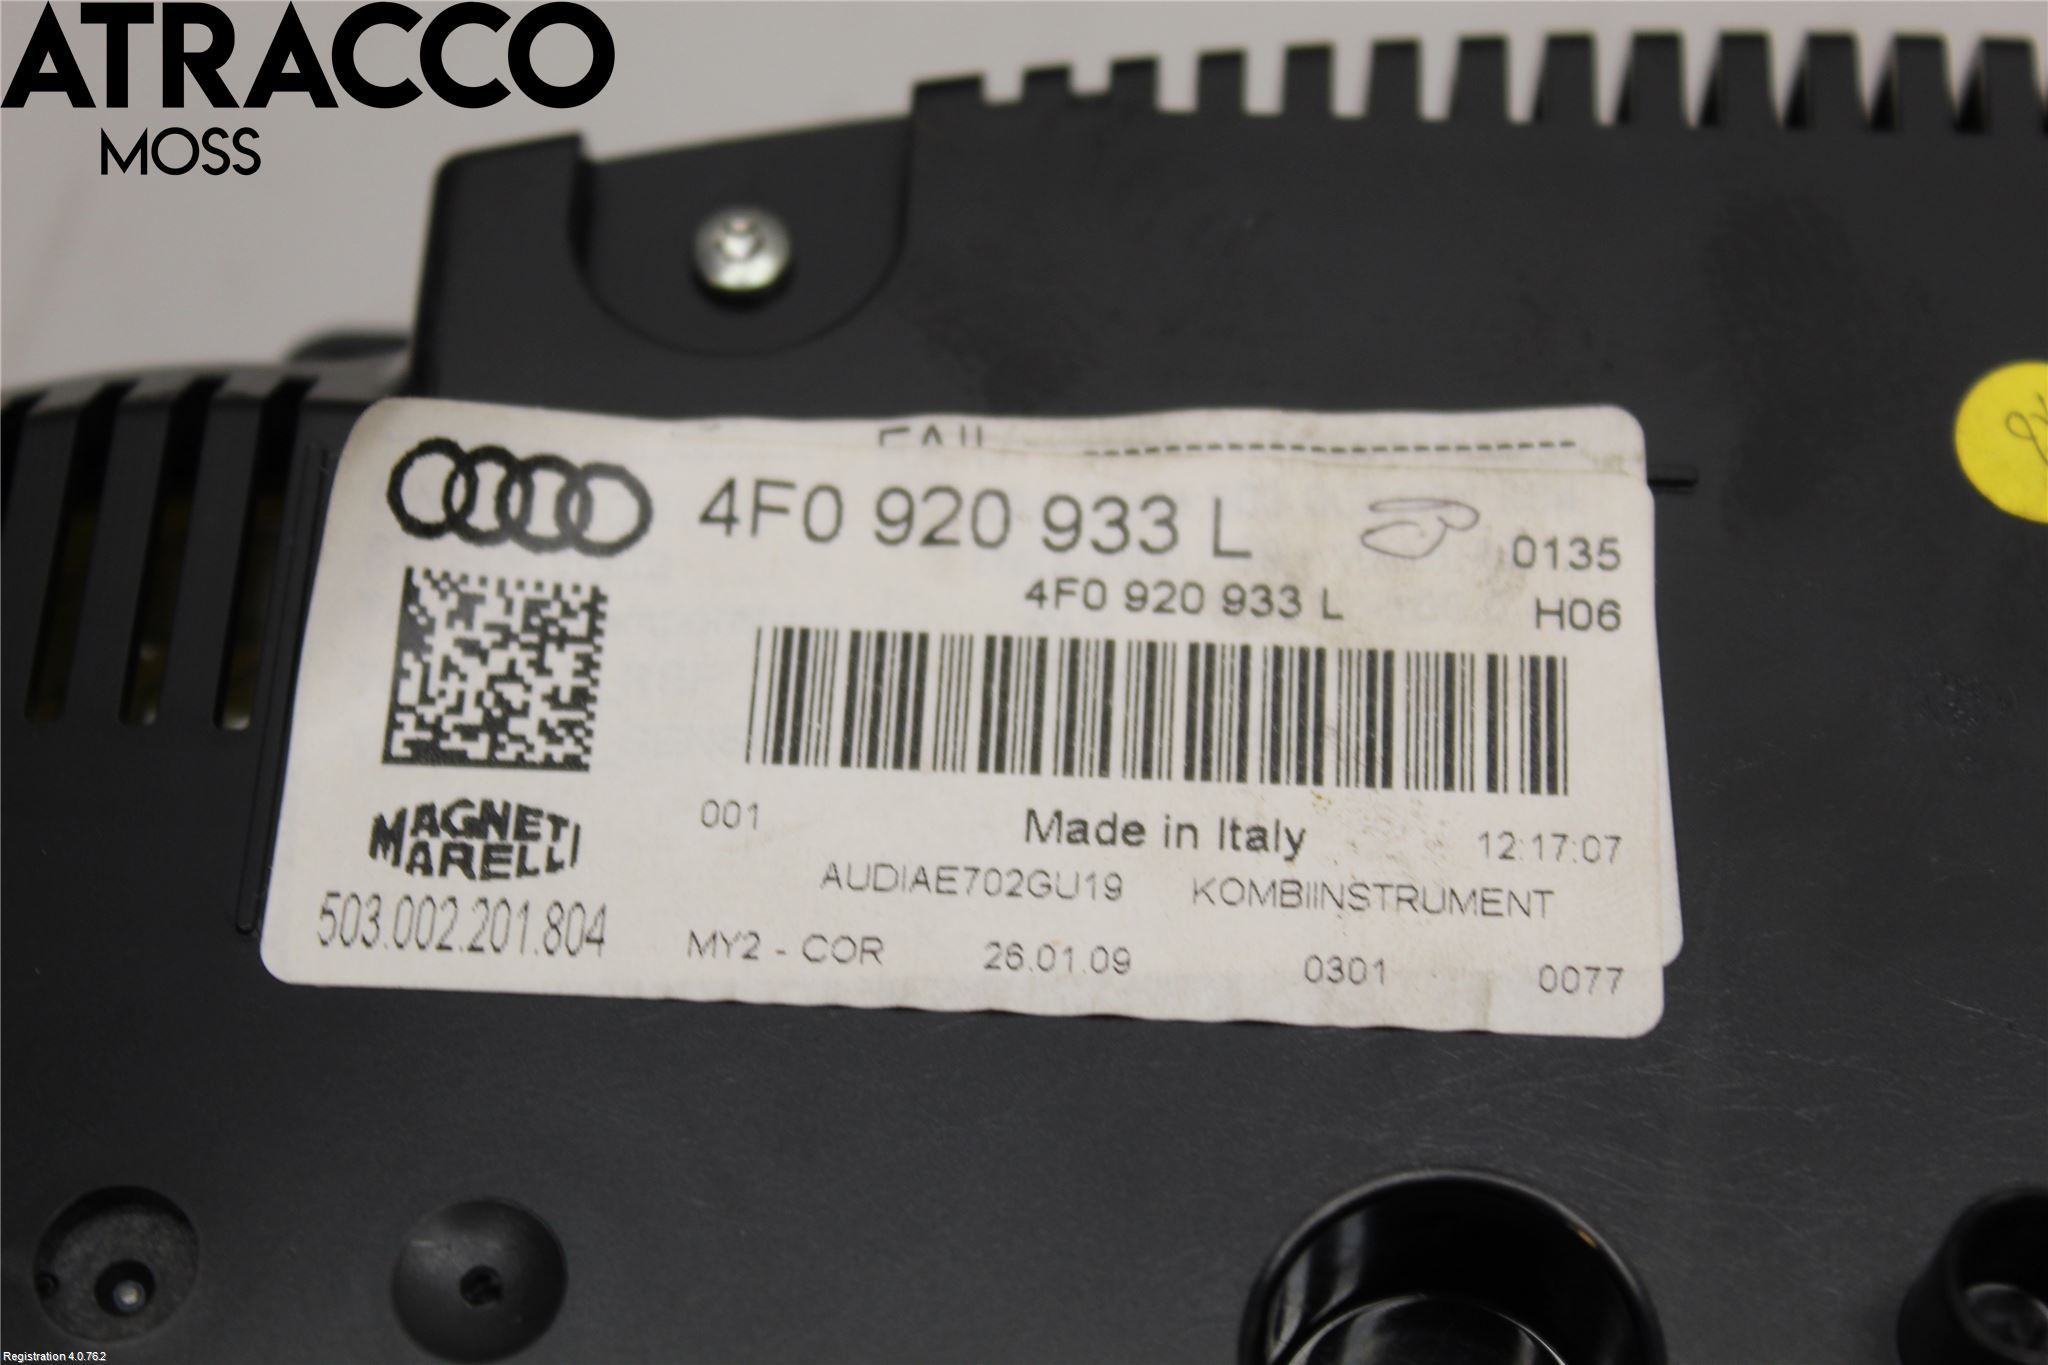 ATRACCO
MOSS
4F0 920 933 L
0135
4F0 920 933 L
H06
MAGNETI
MARELLI
503.002.201.804
001
Made in Italy
12:17:07
AUDIAE702GU19
KOMBIINSTRUMENT
MY2 - COR
26.01.09
0301
0077
Registration 4.0.76.2